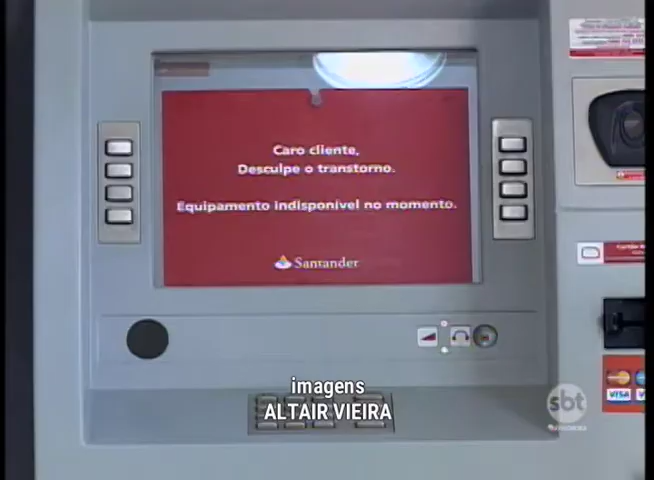 Caro cliente,
Desculpe o transtorno.
Equipamento indisponível no momento.
Santander
imagens
ALTAIR VIEIRA
sbt
VISA